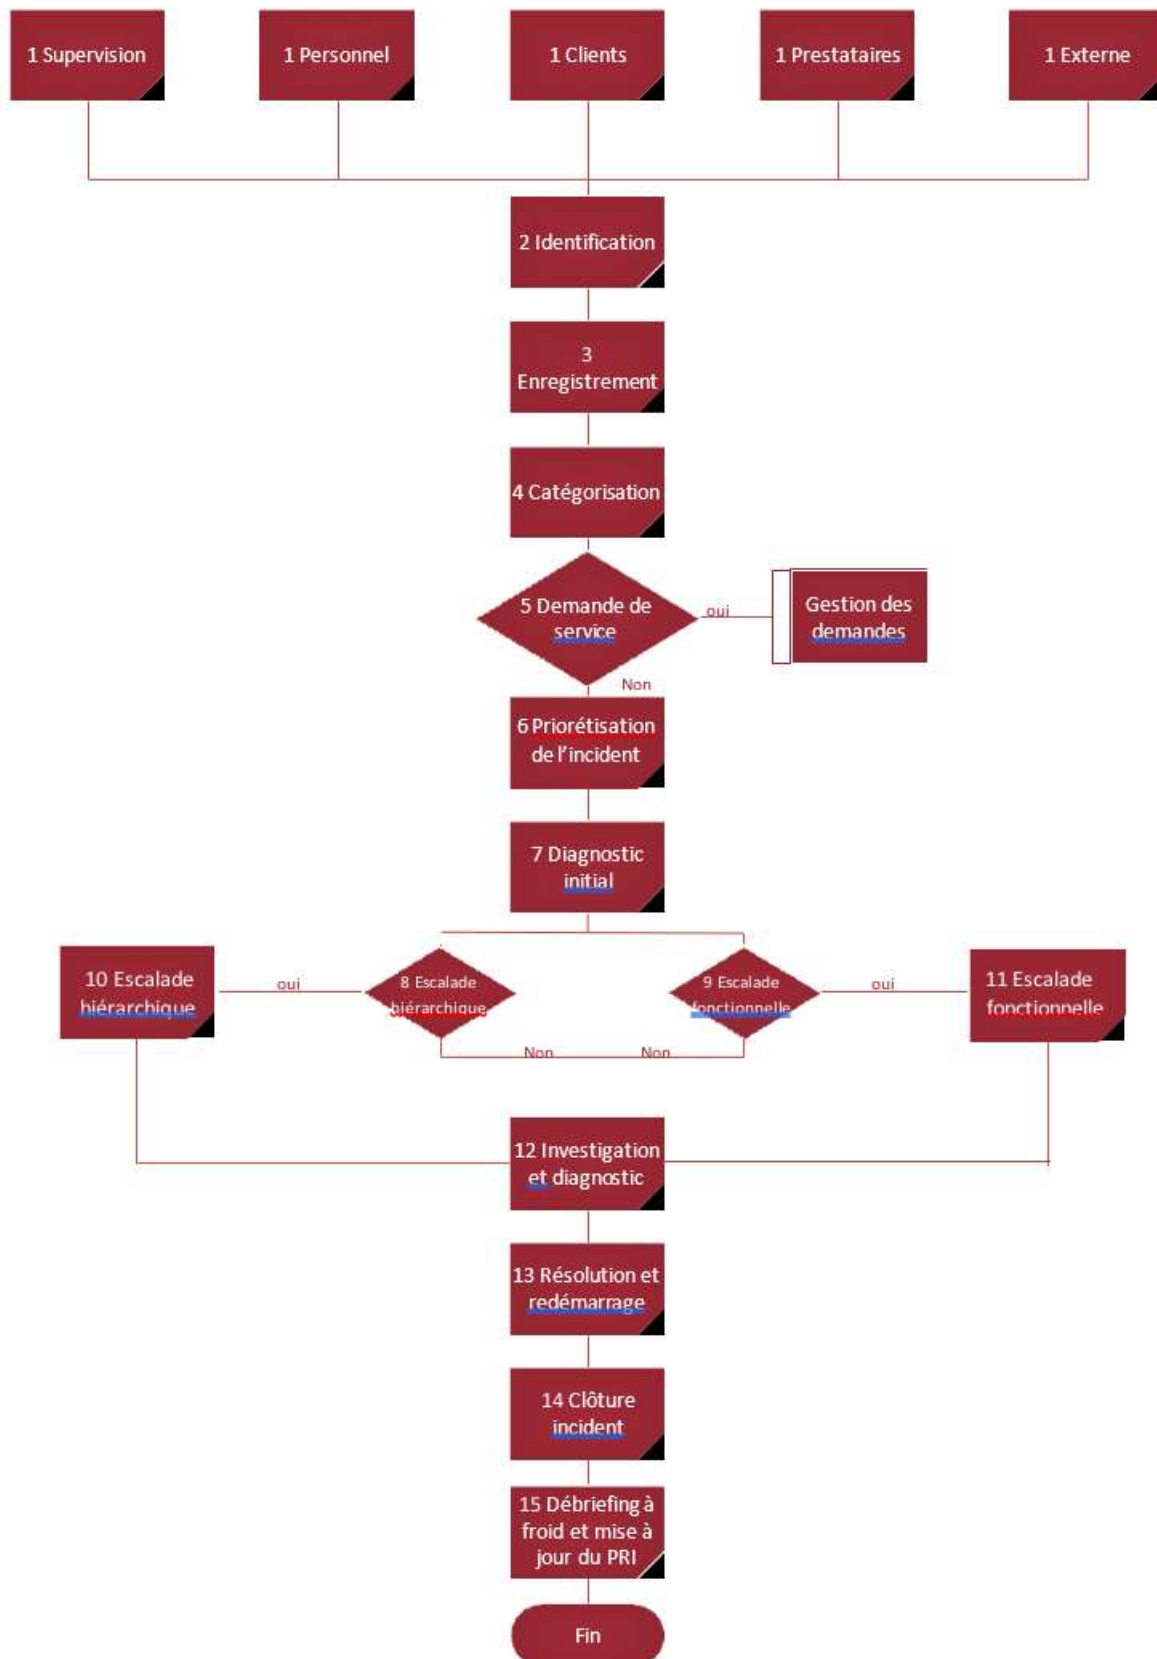 1 Supervision
1 Personnel
1 Clients
1 Prestataires
1 Externe
2 Identification
3
Enregistrement
4 Catégorisation
5 Demande de
service
oui
Gestion des
demandes
Non
6 Priorétisation
de l’incident
7 Diagnostic
initial
10 Escalade
hiérarchique
oui
8 Escalade
hiérarchique
9 Escalade
fonctionnelle
oui
11 Escalade
fonctionnelle
Non
Non
12 Investigation
et diagnostic
13 Résolution et
redémarrage
14 Clôture
incident
15 Débriefing à
froid et mise à
jour du PRI
Fin